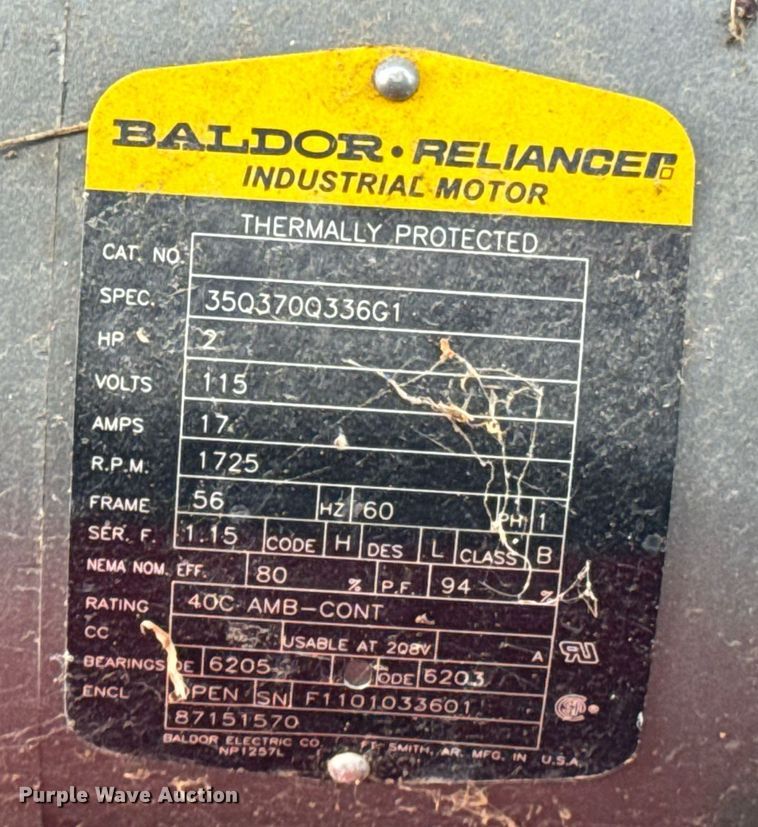 BALDOR • RELIANCE
INDUSTRIAL MOTOR
THERMALLY PROTECTED
CAT. NO.
SPEC. 35Q370Q336G1
HP 2
VOLTS 115
AMPS 17
R.P.M. 1725
FRAME 56 HZ 60 PH 1
SER. F. 1.15 CODE H DES L CLASS B
NEMA NOM. EFF. 80 % P.F. 94 %
RATING 40C AMB-CONT
CC USABLE AT 208V A
BEARINGS DE 6205 ODE 6203
ENCL OPEN SN F1101033601
87151570
BALDOR ELECTRIC CO. FT. SMITH, AR. MFG. IN U.S.A.
NP1257L
Purple Wave Auction